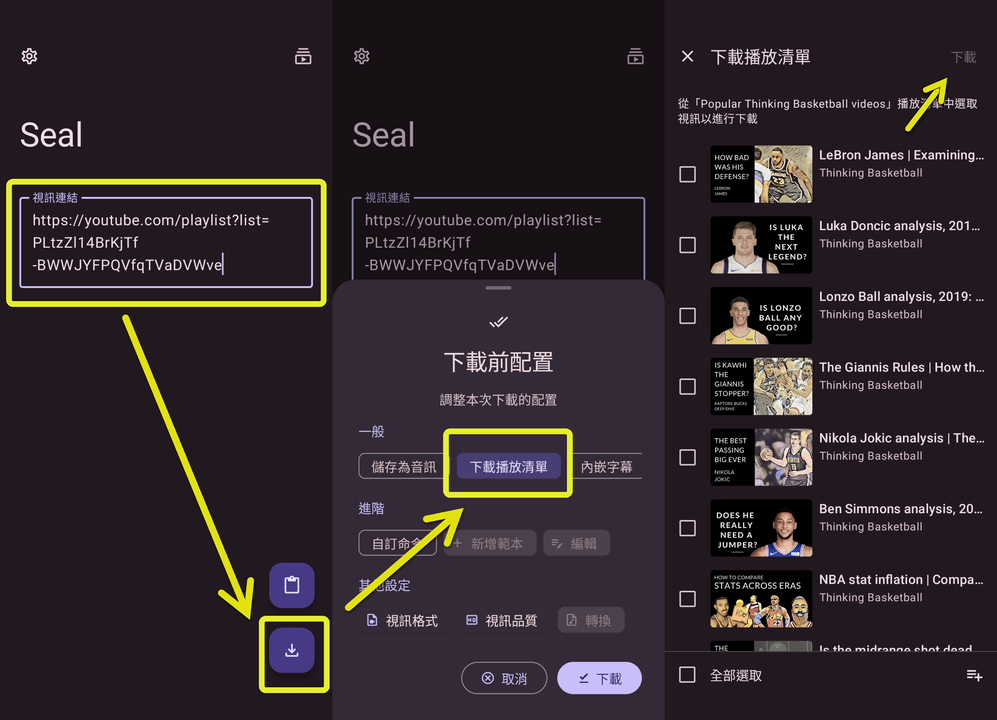 Seal
視訊連結
https://youtube.com/playlist?list=
PLtzZl14BrKjTf
-BWWJYFPQVfqTVaDVWve
Seal
視訊連結
https://youtube.com/playlist?list=
PLtzZl14BrKjTf
-BWWJYFPQVfqTVaDVWve
下載前配置
調整本次下載的配置
一般
儲存為音訊
下載播放清單
內嵌字幕
進階
自訂命令
新增範本
編輯
其他設定
視訊格式
視訊品質
轉換
取消
下載
下載播放清單
下載
從「Popular Thinking Basketball videos」播放清單中選取
視訊以進行下載
HOW BAD
WAS HIS
DEFENSE?
LEBRON
JAMES
LeBron James | Examining...
Thinking Basketball
IS LUKA
THE
NEXT
LEGEND?
Luka Doncic analysis, 201...
Thinking Basketball
IS LONZO
BALL ANY
GOOD?
Lonzo Ball analysis, 2019: ...
Thinking Basketball
IS KAWHI
THE
GIANNIS
STOPPER?
RAPTORS-BUCKS
DEEP DIVE
The Giannis Rules | How th...
Thinking Basketball
THE BEST
PASSING
BIG EVER
NIKOLA
JOKIC
Nikola Jokic analysis | The...
Thinking Basketball
DOES HE
REALLY
NEED A
JUMPER?
Ben Simmons analysis, 20...
Thinking Basketball
HOW TO COMPARE
STATS ACROSS ERAS
NBA stat inflation | Compa...
Thinking Basketball
THE
Is the midrange shot dead
全部選取